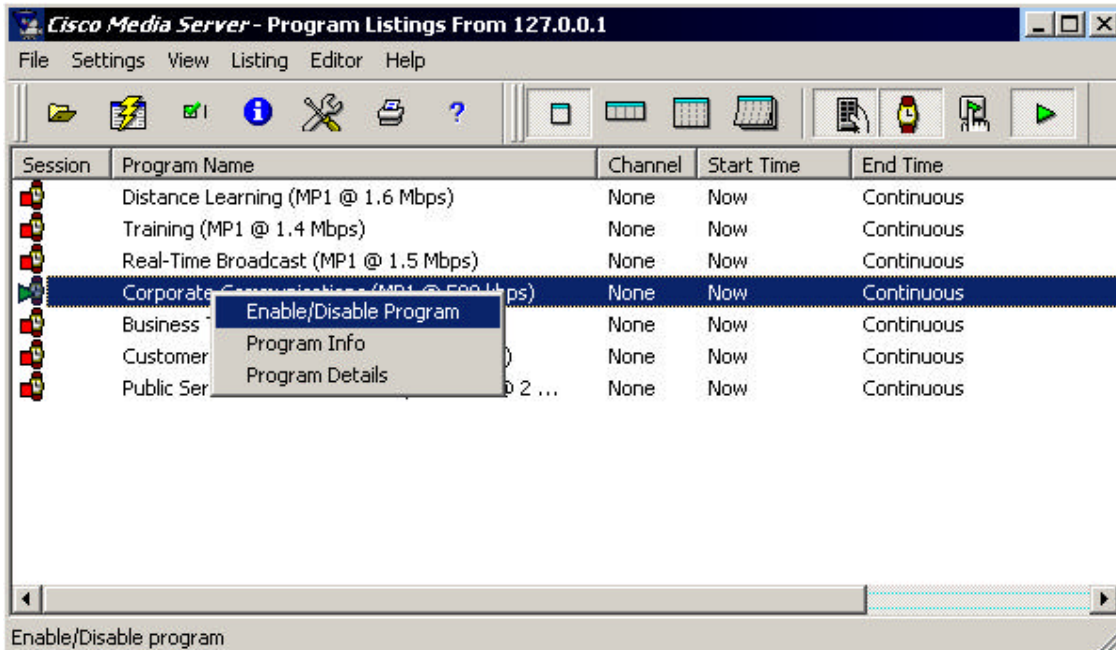 Cisco Media Server - Program Listings From 127.0.0.1
File Settings View Listing Editor Help
Session Program Name Channel Start Time End Time
Distance Learning (MP1 @ 1.6 Mbps) None Now Continuous
Training (MP1 @ 1.4 Mbps) None Now Continuous
Real-Time Broadcast (MP1 @ 1.5 Mbps) None Now Continuous
Corporate None Now Continuous
Enable/Disable Program
Business None Now Continuous
Program Info
Customer None Now Continuous
Program Details
Public Ser 2 ... None Now Continuous
Enable/Disable program